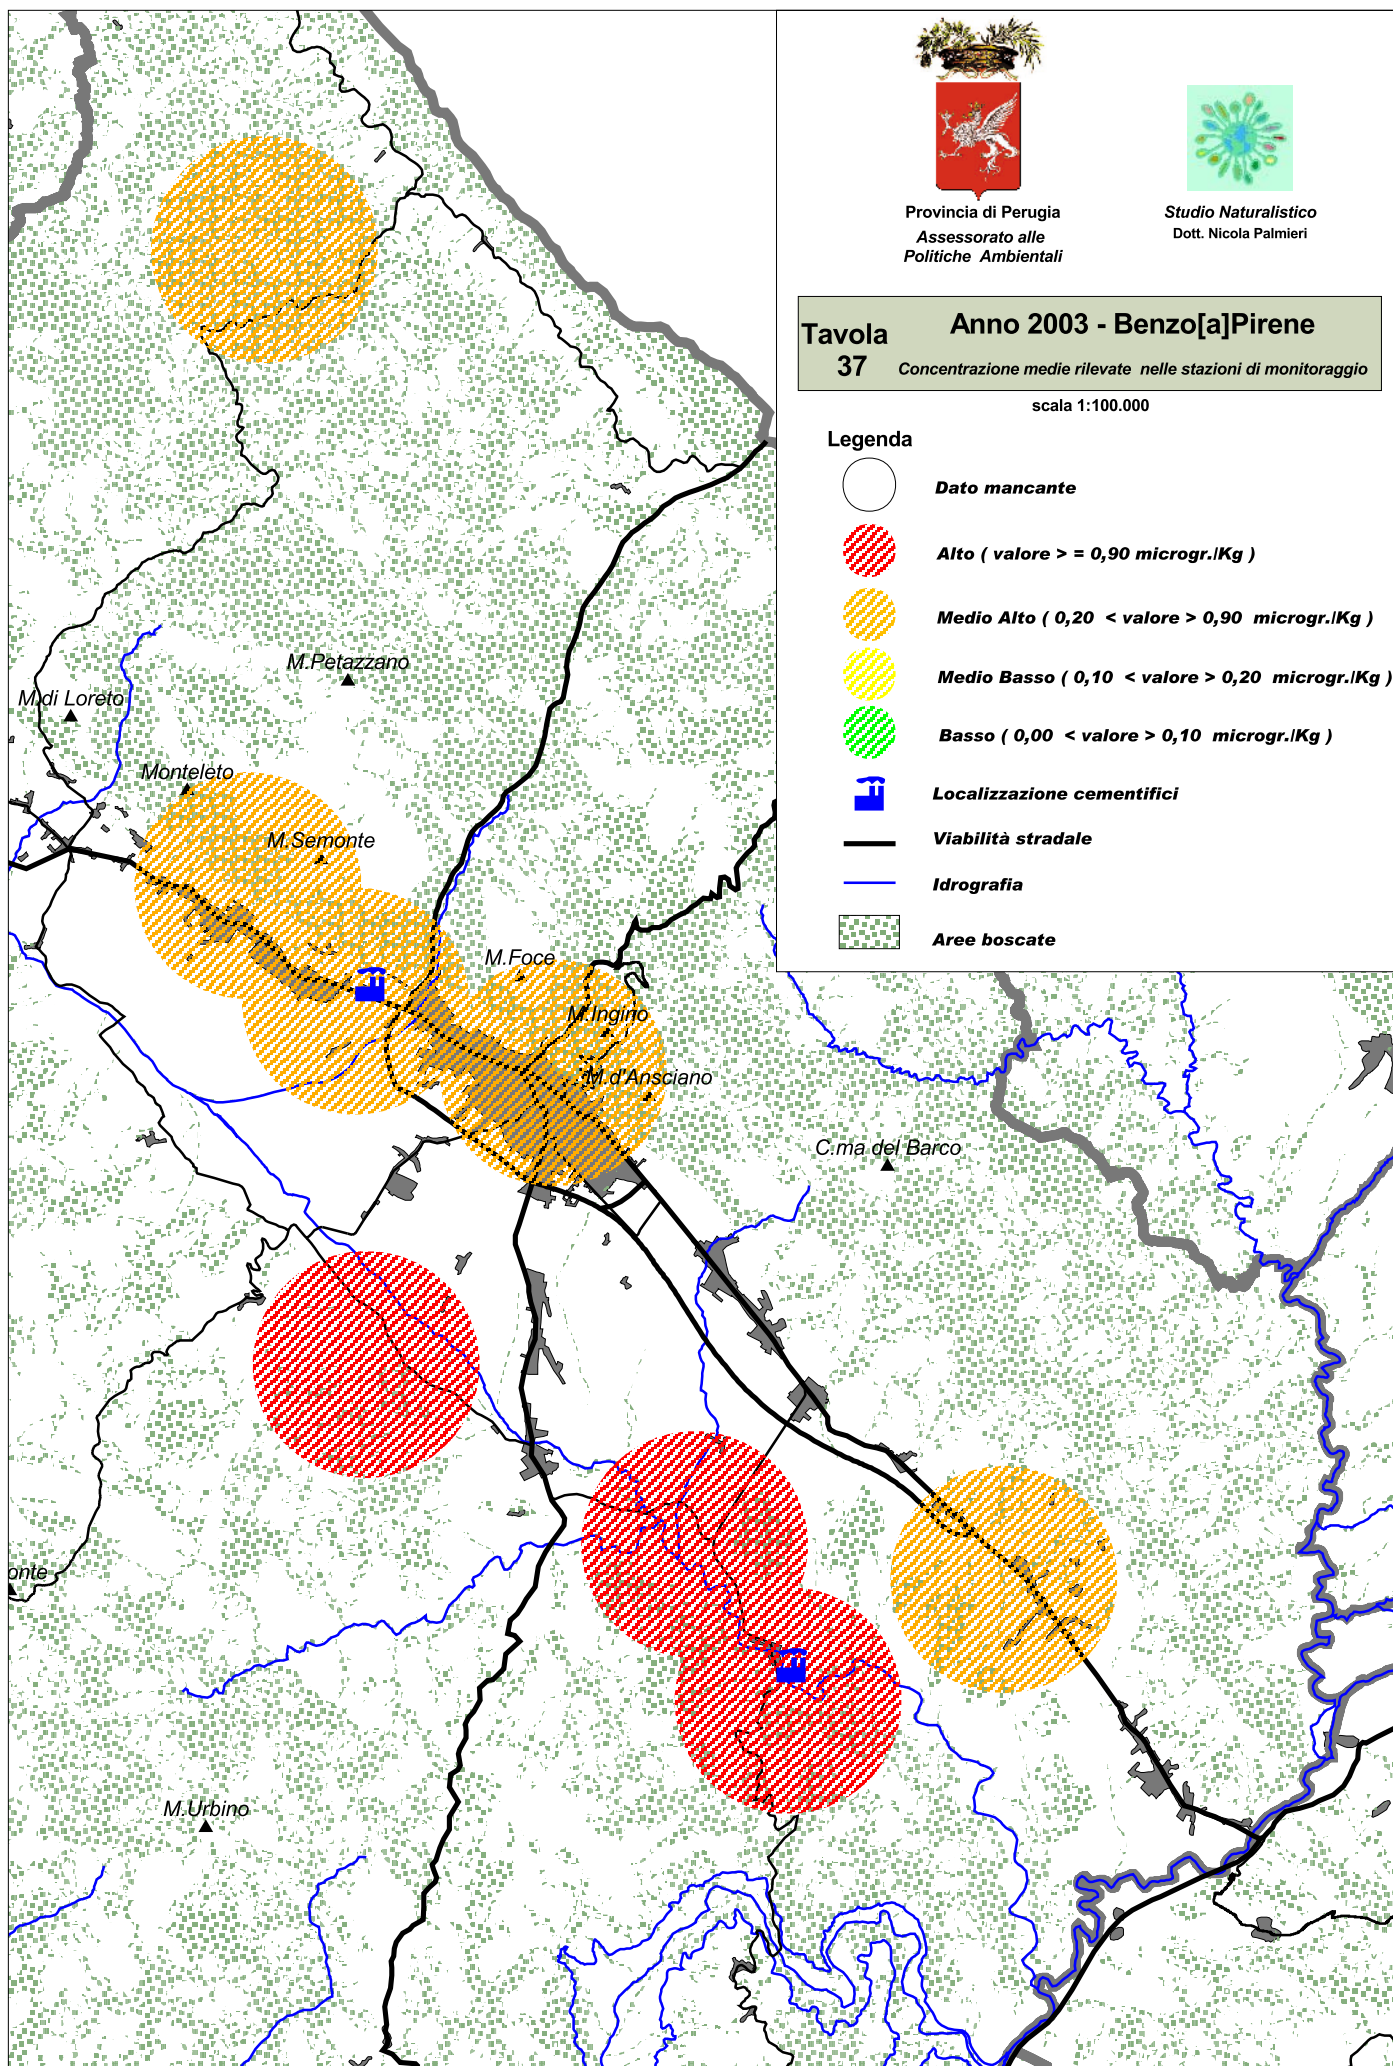 Provincia di Perugia
Assessorato alle
Politiche Ambientali
Studio Naturalistico
Dott. Nicola Palmieri
Tavola
37
Anno 2003 - Benzo[a]Pirene
Concentrazione medie rilevate nelle stazioni di monitoraggio
scala 1:100.000
Legenda
Dato mancante
Alto ( valore > = 0,90 microgr./Kg )
Medio Alto ( 0,20 < valore > 0,90 microgr./Kg )
Medio Basso ( 0,10 < valore > 0,20 microgr./Kg )
Basso ( 0,00 < valore > 0,10 microgr./Kg )
Localizzazione cementifici
Viabilità stradale
Idrografia
Aree boscate
M.Petazzano
M.di Loreto
Monteleto
M.Semonte
M.Foce
M.Ingino
M.d'Ansciano
C.ma del Barco
onte
M.Urbino